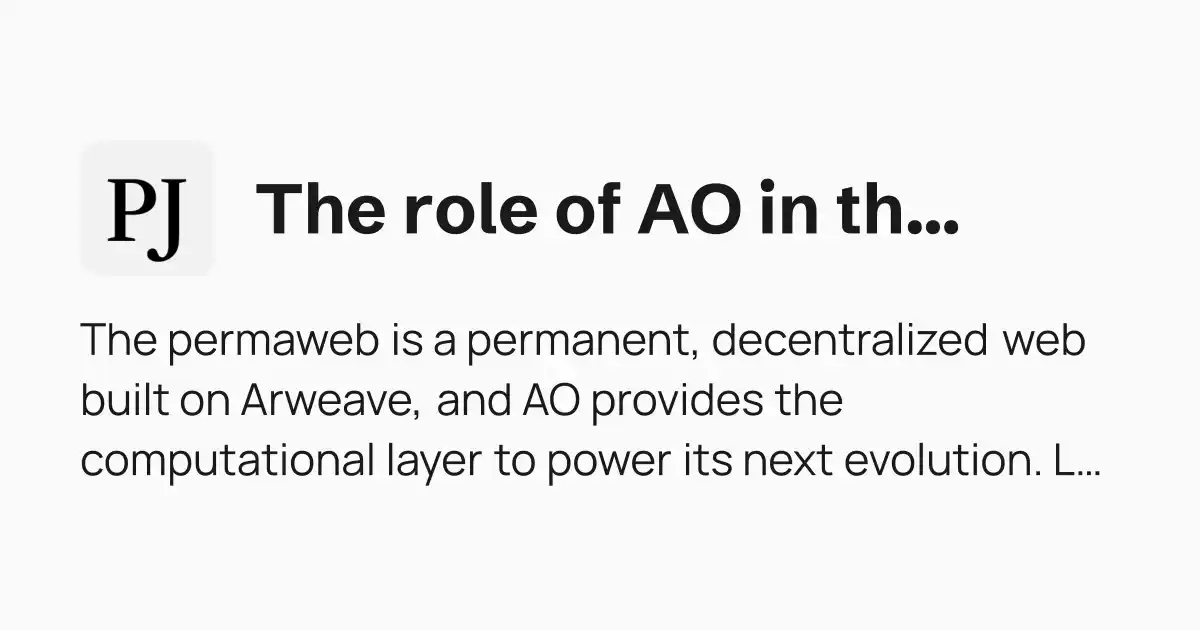 PJ
The role of AO in th...
The permaweb is a permanent, decentralized web
built on Arweave, and AO provides the
computational layer to power its next evolution. L...